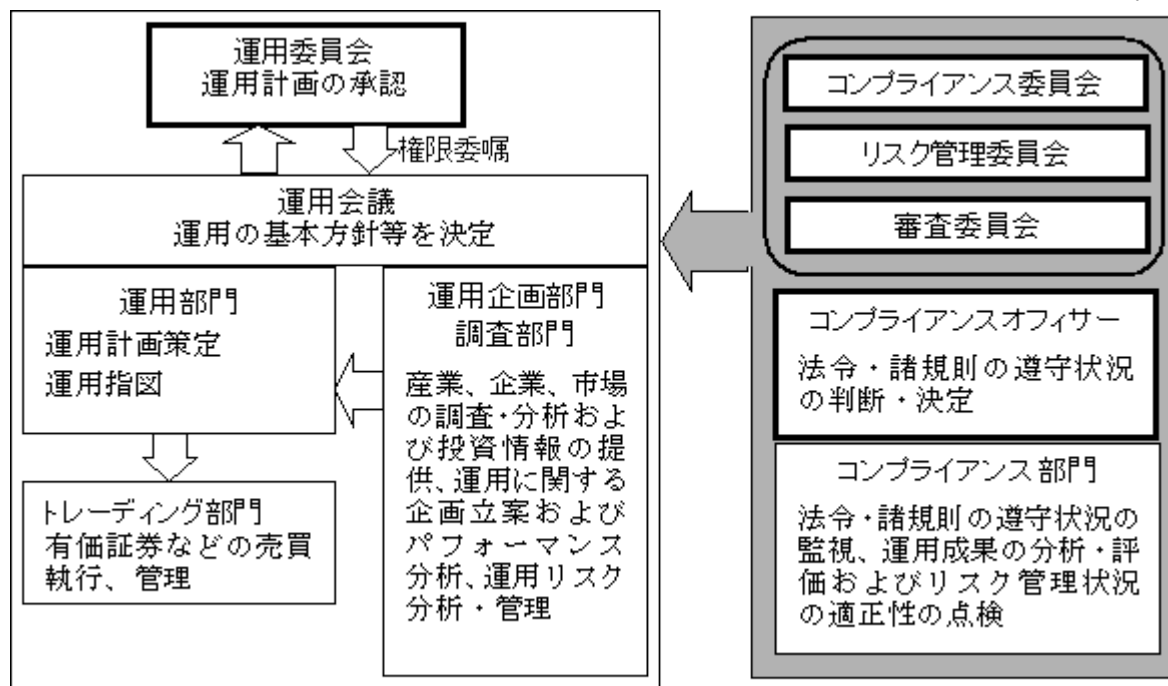 運用委員会
運用計画の承認
権限委嘱
運用会議
運用の基本方針等を決定
運用部門
運用計画策定
運用指図
運用企画部門
調査部門
産業、企業、市場
の調査・分析およ
び投資情報の提
供、運用に関する
企画立案および
パフォーマンス
分析、運用リスク
分析・管理
トレーディング部門
有価証券などの売買
執行、管理
コンプライアンス委員会
リスク管理委員会
審査委員会
コンプライアンスオフィサー
法令・諸規則の遵守状況
の判断・決定
コンプライアンス部門
法令・諸規則の遵守状況の
監視、運用成果の分析・評
価およびリスク管理状況
の適正性の点検